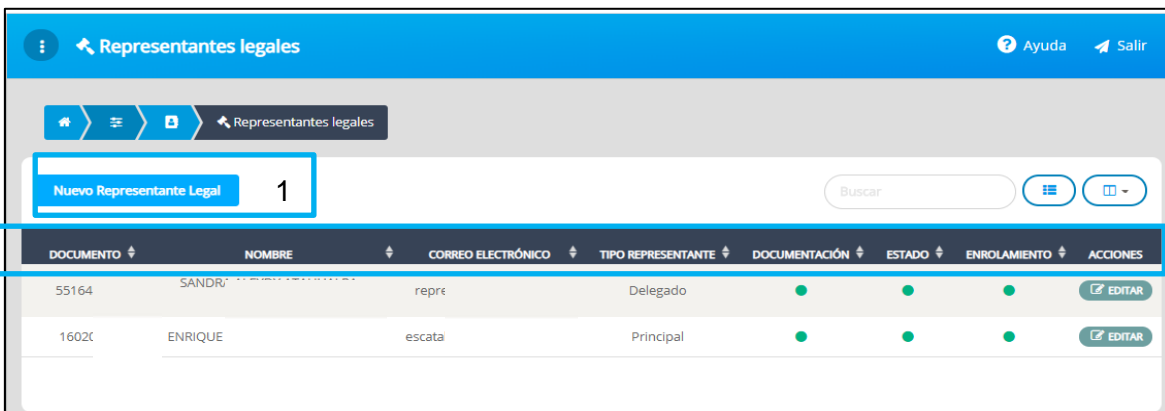 Representantes legales
Ayuda
Salir
Representantes legales
Nuevo Representante Legal
1
Buscar
DOCUMENTO NOMBRE CORREO ELECTRÓNICO TIPO REPRESENTANTE DOCUMENTACIÓN ESTADO ENROLAMIENTO ACCIONES
55164 repre Delegado EDITAR
1602 ENRIQUE escata Principal EDITAR